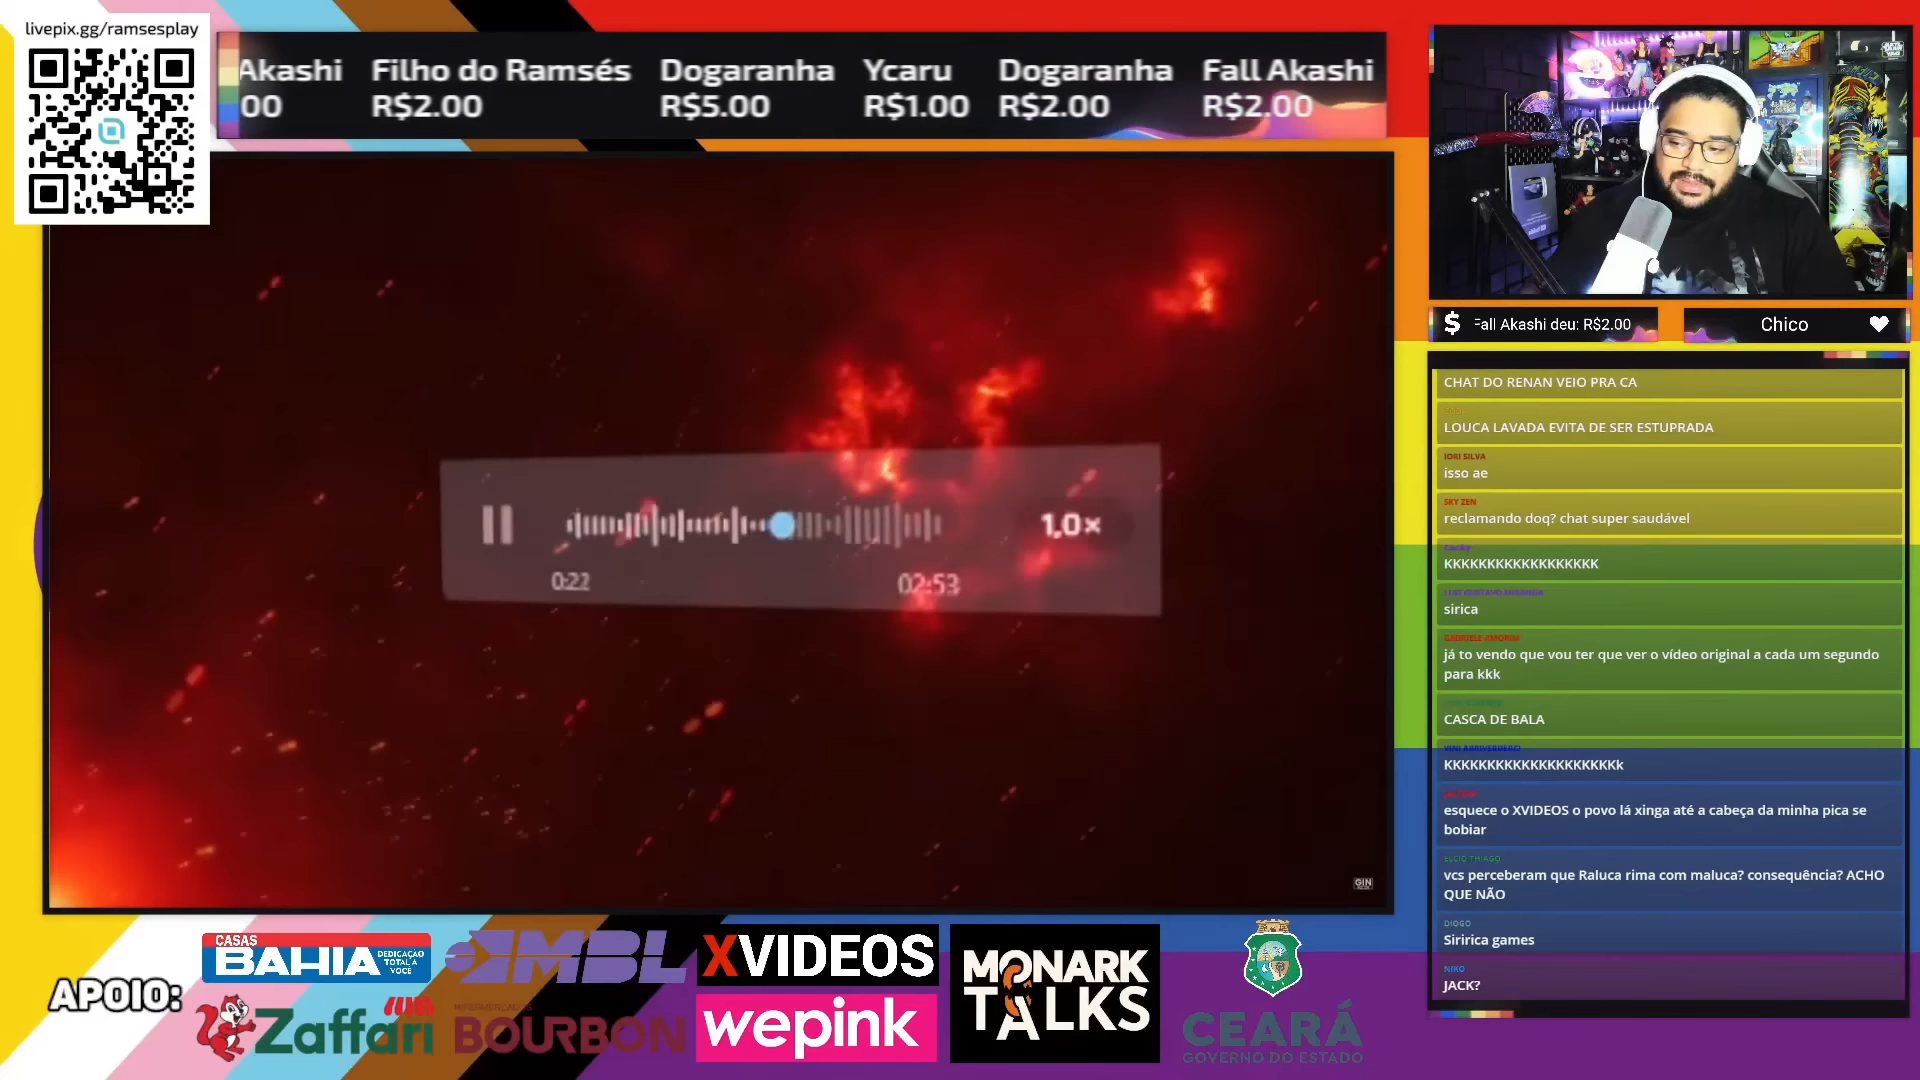 livepix.gg/ramsesplay
Akashi Filho do Ramsés Dogaranha Ycaru Dogaranha Fall Akashi
00 R$2.00 R$5.00 R$1.00 R$2.00 R$2.00
Fall Akashi deu: R$2.00
Chico
0:22
02:53
1,0×
GIN
CHAT DO RENAN VEIO PRA CA
LOUCA LAVADA EVITA DE SER ESTUPRADA
IORI SILVA
isso ae
SKY ZEN
reclamando doq? chat super saudável
KKKKKKKKKKKKKKKKKK
sirica
GABRIELE AMORIM
já to vendo que vou ter que ver o vídeo original a cada um segundo
para kkk
CASCA DE BALA
VINI ARRIVERDERCI
KKKKKKKKKKKKKKKKKKKKk
esquece o XVIDEOS o povo lá xinga até a cabeça da minha pica se
bobiar
ELCIO THIAGO
vcs perceberam que Raluca rima com maluca? consequência? ACHO
QUE NÃO
DIOGO
Siririca games
NIKO
JACK?
APOIO:
CASAS
BAHIA
DEDICAÇÃO
TOTAL A
VOCÊ
MBL
XVIDEOS
Zaffari
BOURBON
wepink
MONARK
TALKS
CEARÁ
GOVERNO DO ESTADO